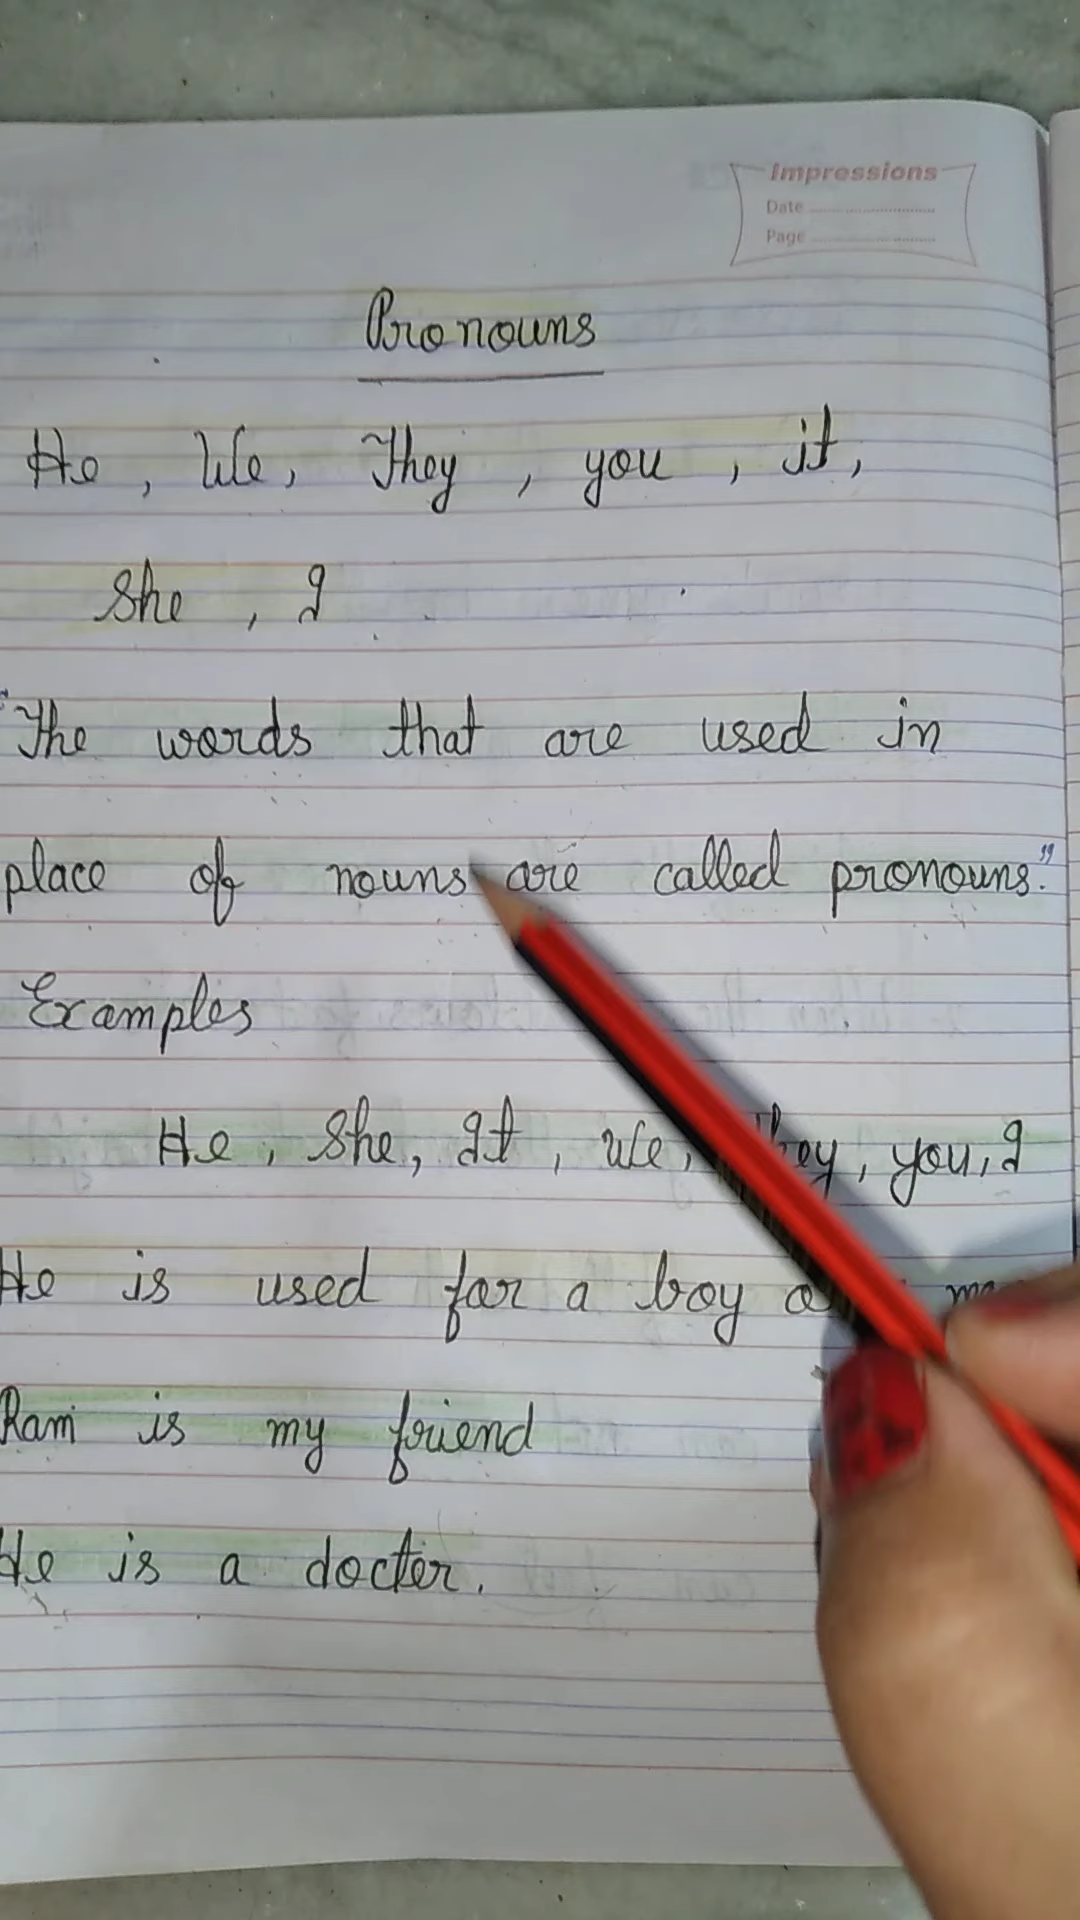 Impressions
Date
Page
Pronouns
He, We, They, you, it,
She, I
"The words that are used in
place of nouns are called pronouns."
Examples
He, She, It, We, They, you, I
He is used for a boy
Ram is my friend
He is a docter.